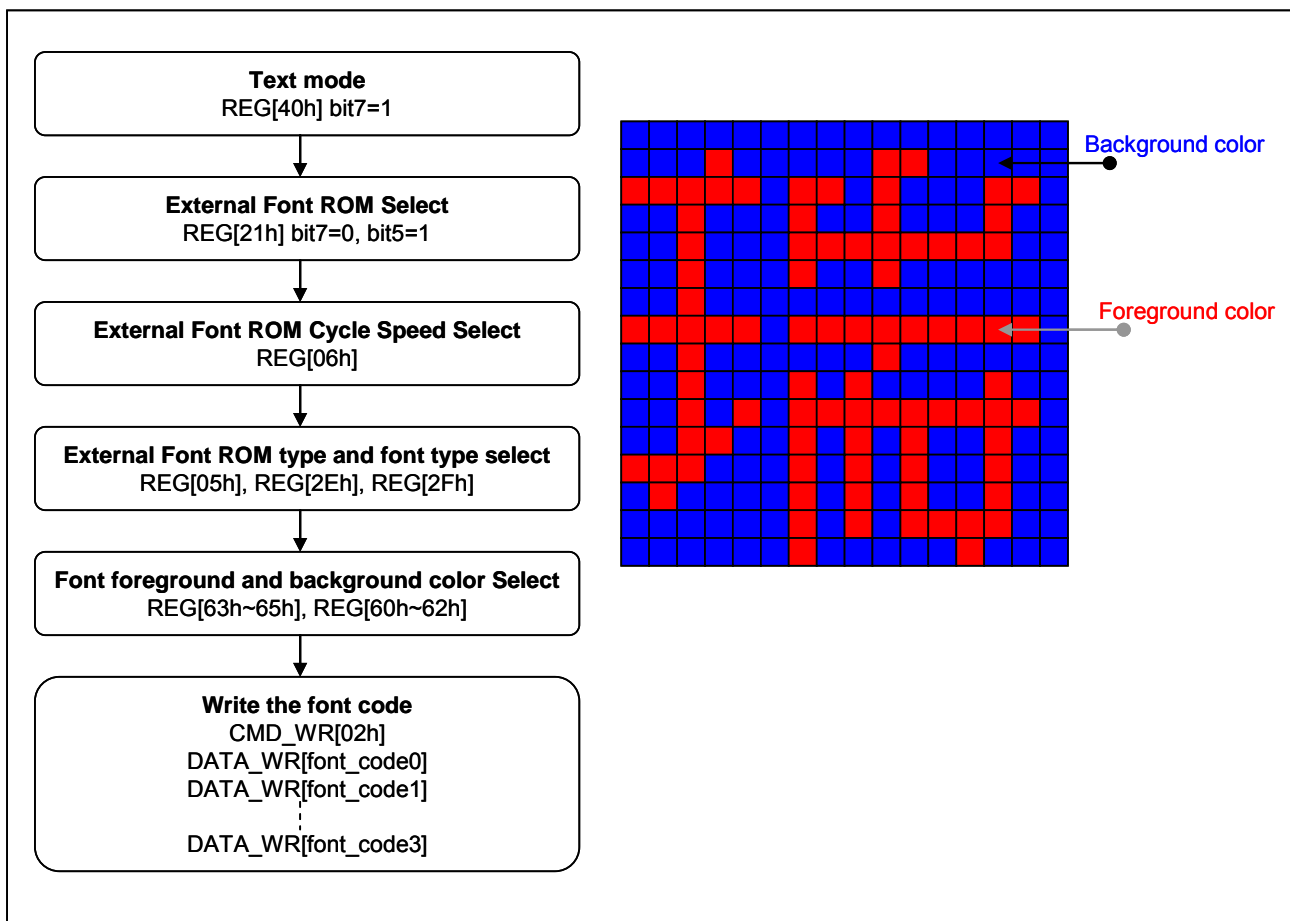 Text mode
REG[40h] bit7=1
External Font ROM Select
REG[21h] bit7=0, bit5=1
External Font ROM Cycle Speed Select
REG[06h]
External Font ROM type and font type select
REG[05h], REG[2Eh], REG[2Fh]
Font foreground and background color Select
REG[63h~65h], REG[60h~62h]
Write the font code
CMD_WR[02h]
DATA_WR[font_code0]
DATA_WR[font_code1]
DATA_WR[font_code3]
Background color
Foreground color